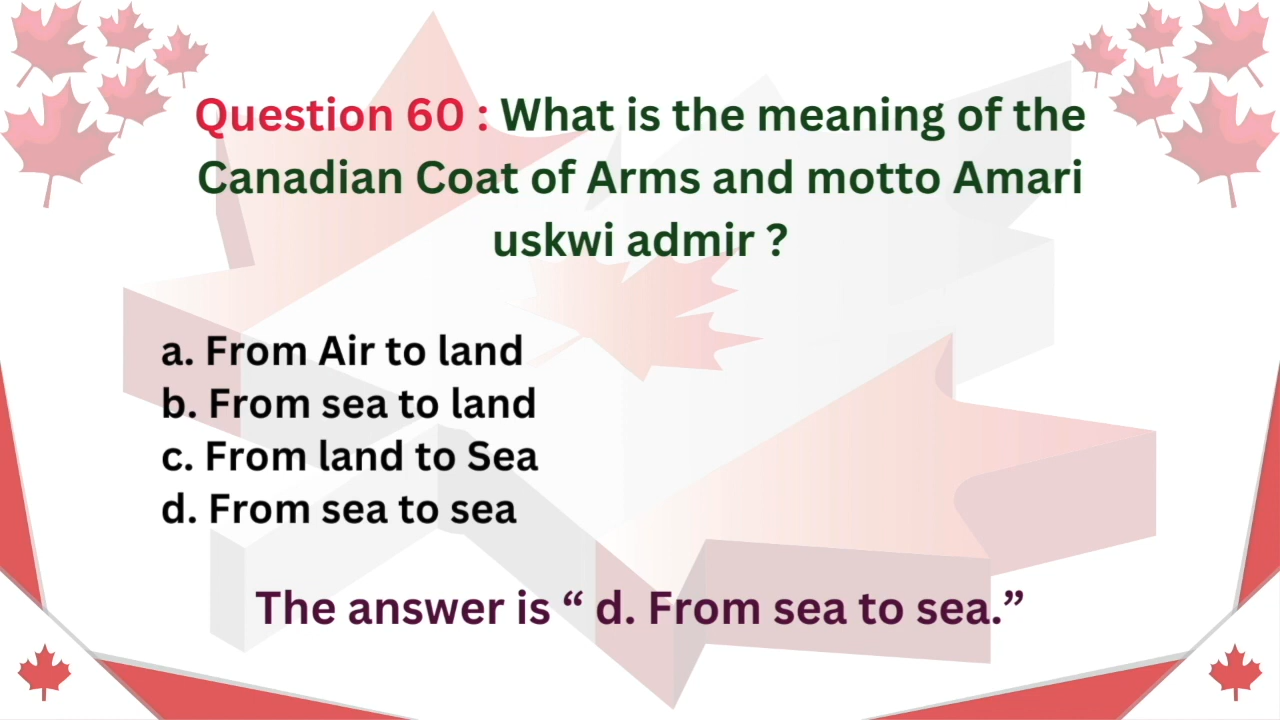 Question 60 : What is the meaning of the
Canadian Coat of Arms and motto Amari
uskwi admir ?
a. From Air to land
b. From sea to land
c. From land to Sea
d. From sea to sea
The answer is “ d. From sea to sea.”